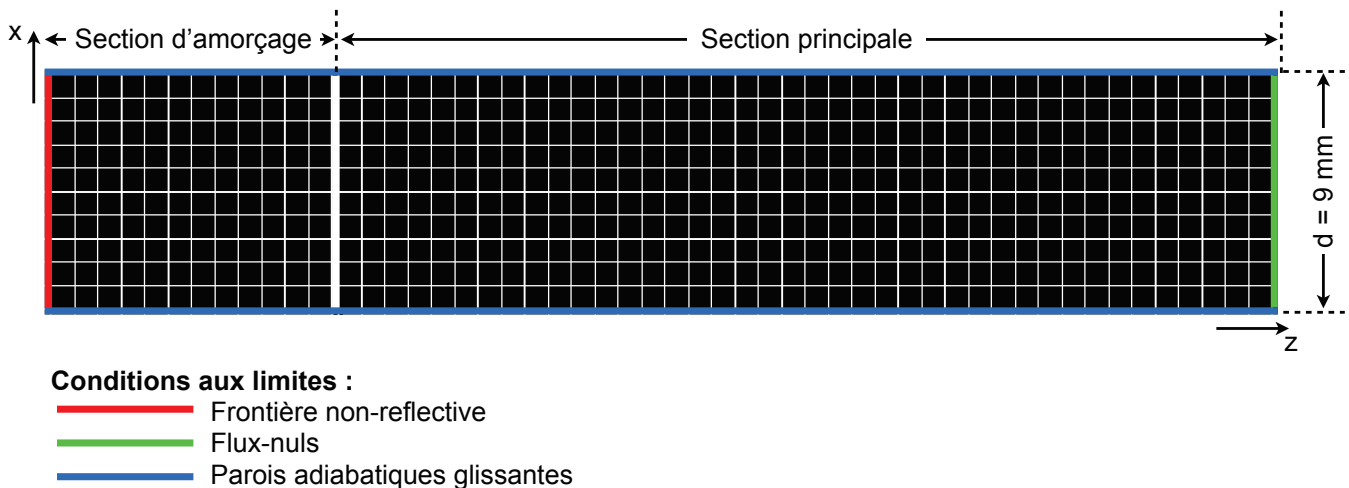 x
Section d’amorçage
Section principale
d = 9 mm
z
Conditions aux limites :
Frontière non-reflective
Flux-nuls
Parois adiabatiques glissantes